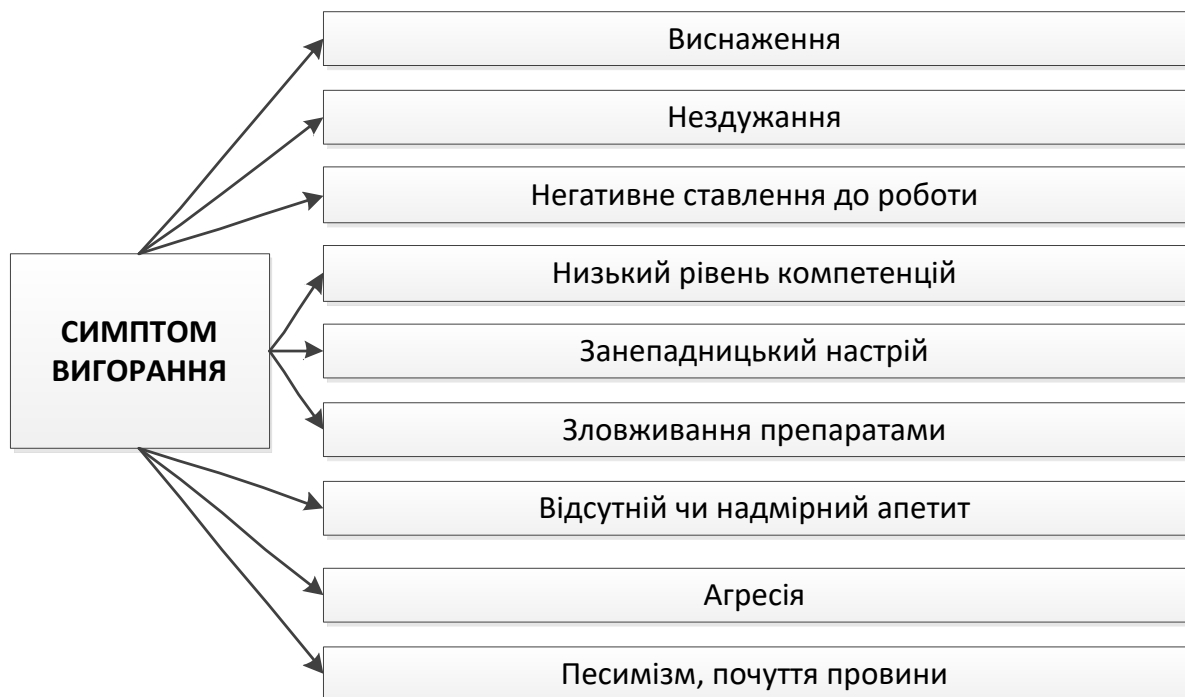 Виснаження
Нездужання
Негативне ставлення до роботи
Низький рівень компетенцій
СИМПТОМ
ВИГОРАННЯ
Занепадницький настрій
Зловживання препаратами
Відсутній чи надмірний апетит
Агресія
Песимізм, почуття провини